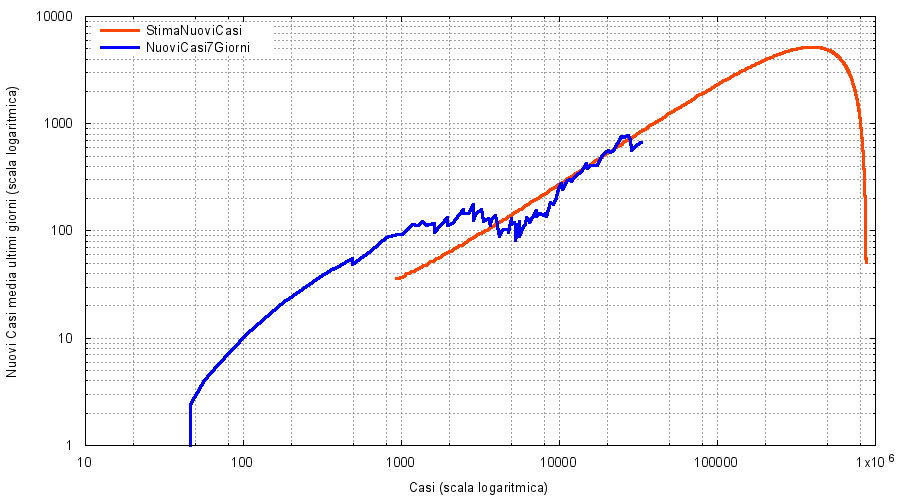 10000
StimaNuoviCasi
NuoviCasi7Giorni
1000
100
10
1
Nuovi Casi media ultimi giorni (scala logaritmica)
10 100 1000 10000 100000 1x10 6
Casi (scala logaritmica)